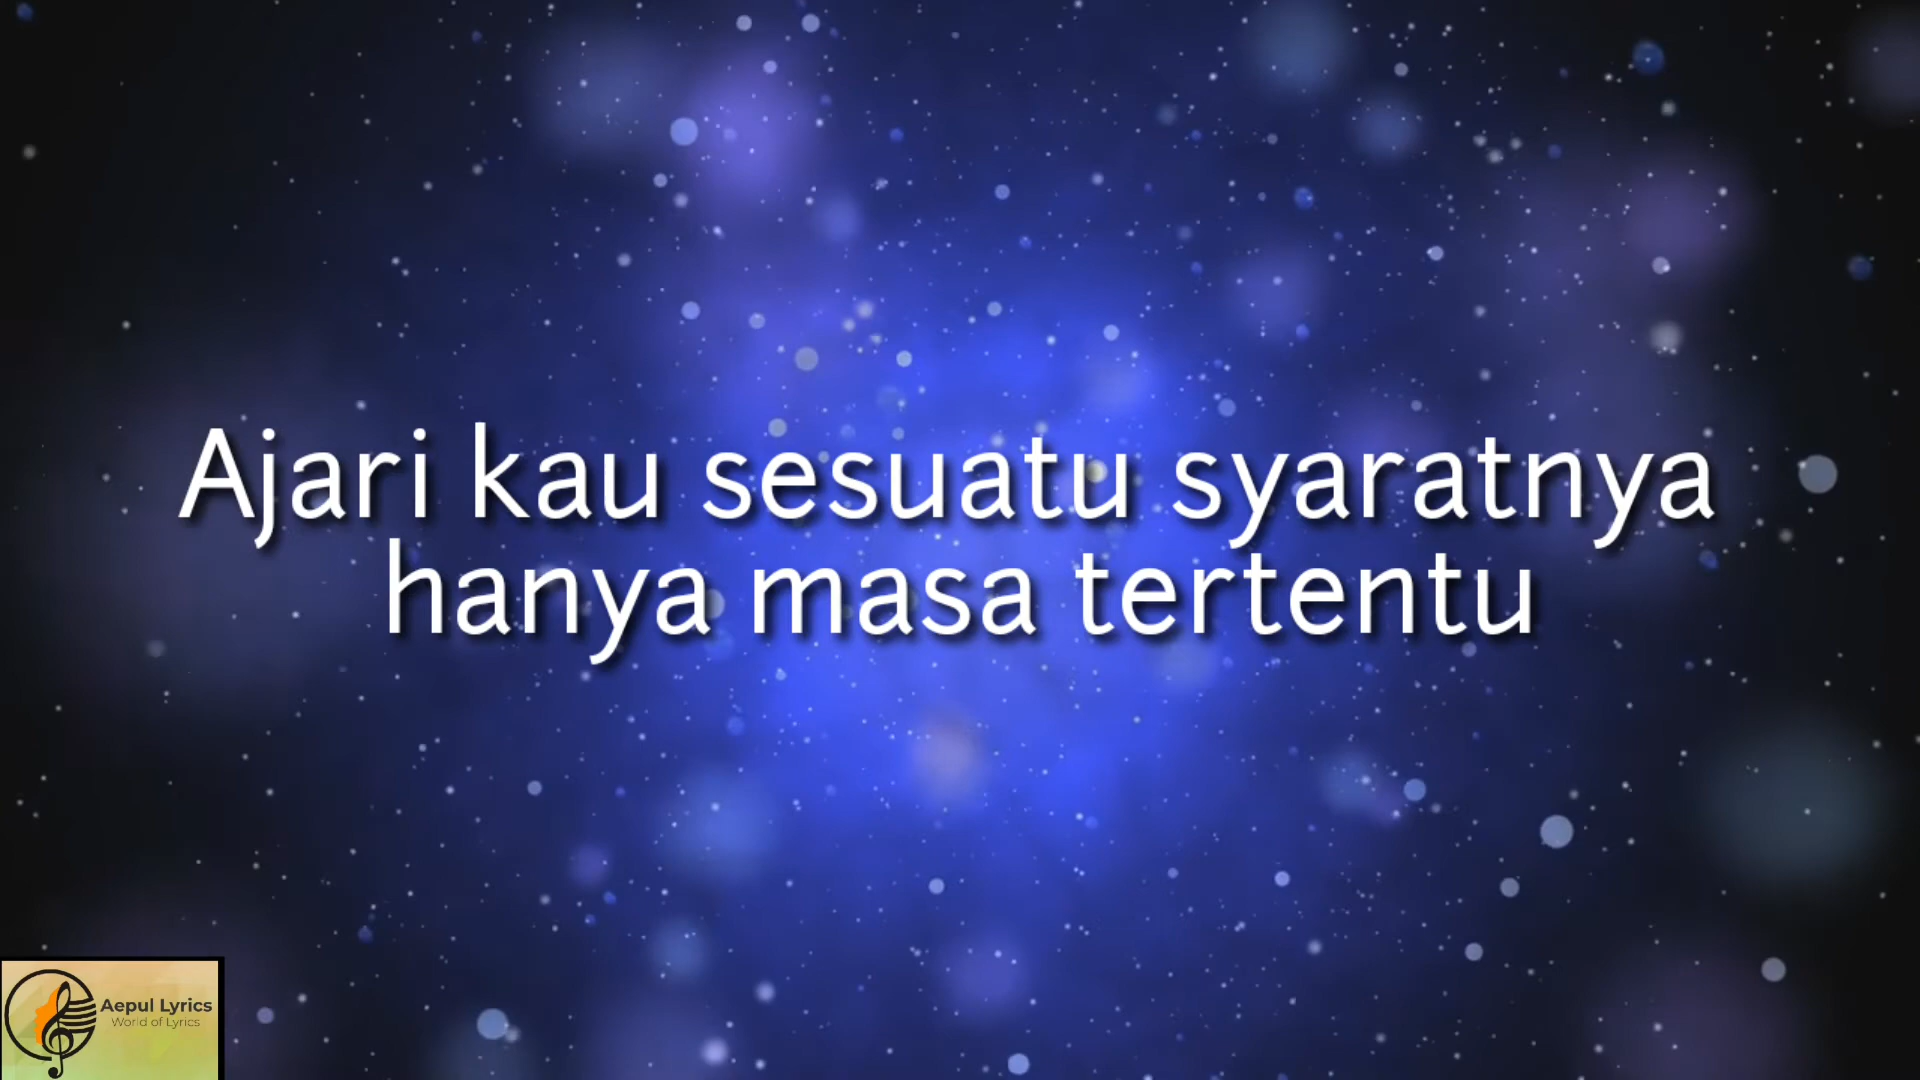 Ajari kau sesuatu syaratnya
hanya masa tertentu
Aepul Lyrics
World of Lyrics